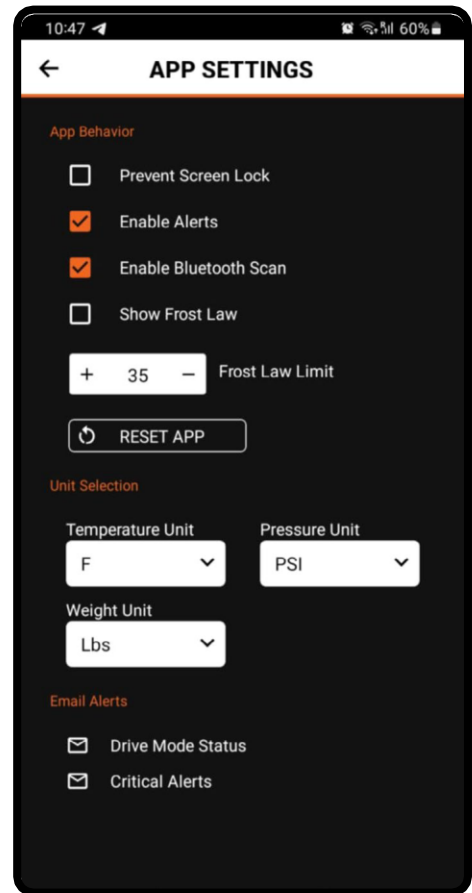 10:47 60%
APP SETTINGS
App Behavior
Prevent Screen Lock
Enable Alerts
Enable Bluetooth Scan
Show Frost Law
+ 35 − Frost Law Limit
RESET APP
Unit Selection
Temperature Unit Pressure Unit
F PSI
Weight Unit
Lbs
Email Alerts
Drive Mode Status
Critical Alerts